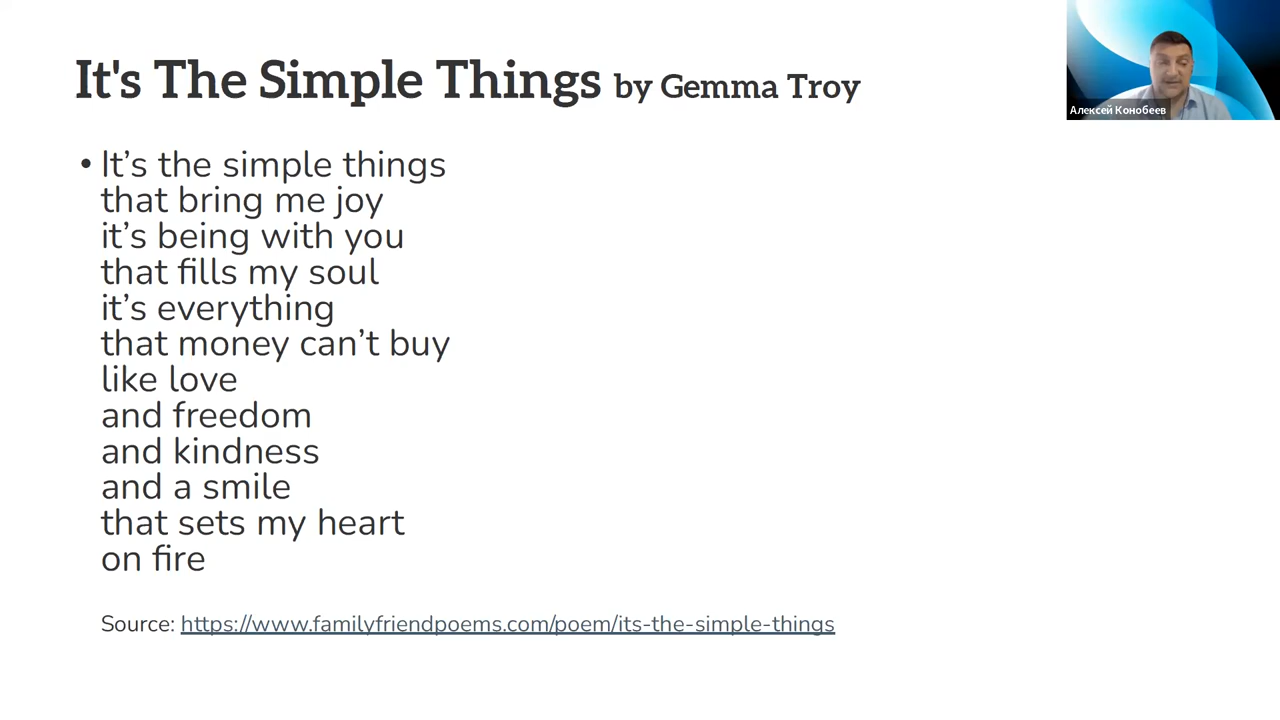 It's The Simple Things by Gemma Troy
Алексей Конобеев
• It’s the simple things
that bring me joy
it’s being with you
that fills my soul
it’s everything
that money can’t buy
like love
and freedom
and kindness
and a smile
that sets my heart
on fire
Source: https://www.familyfriendpoems.com/poem/its-the-simple-things